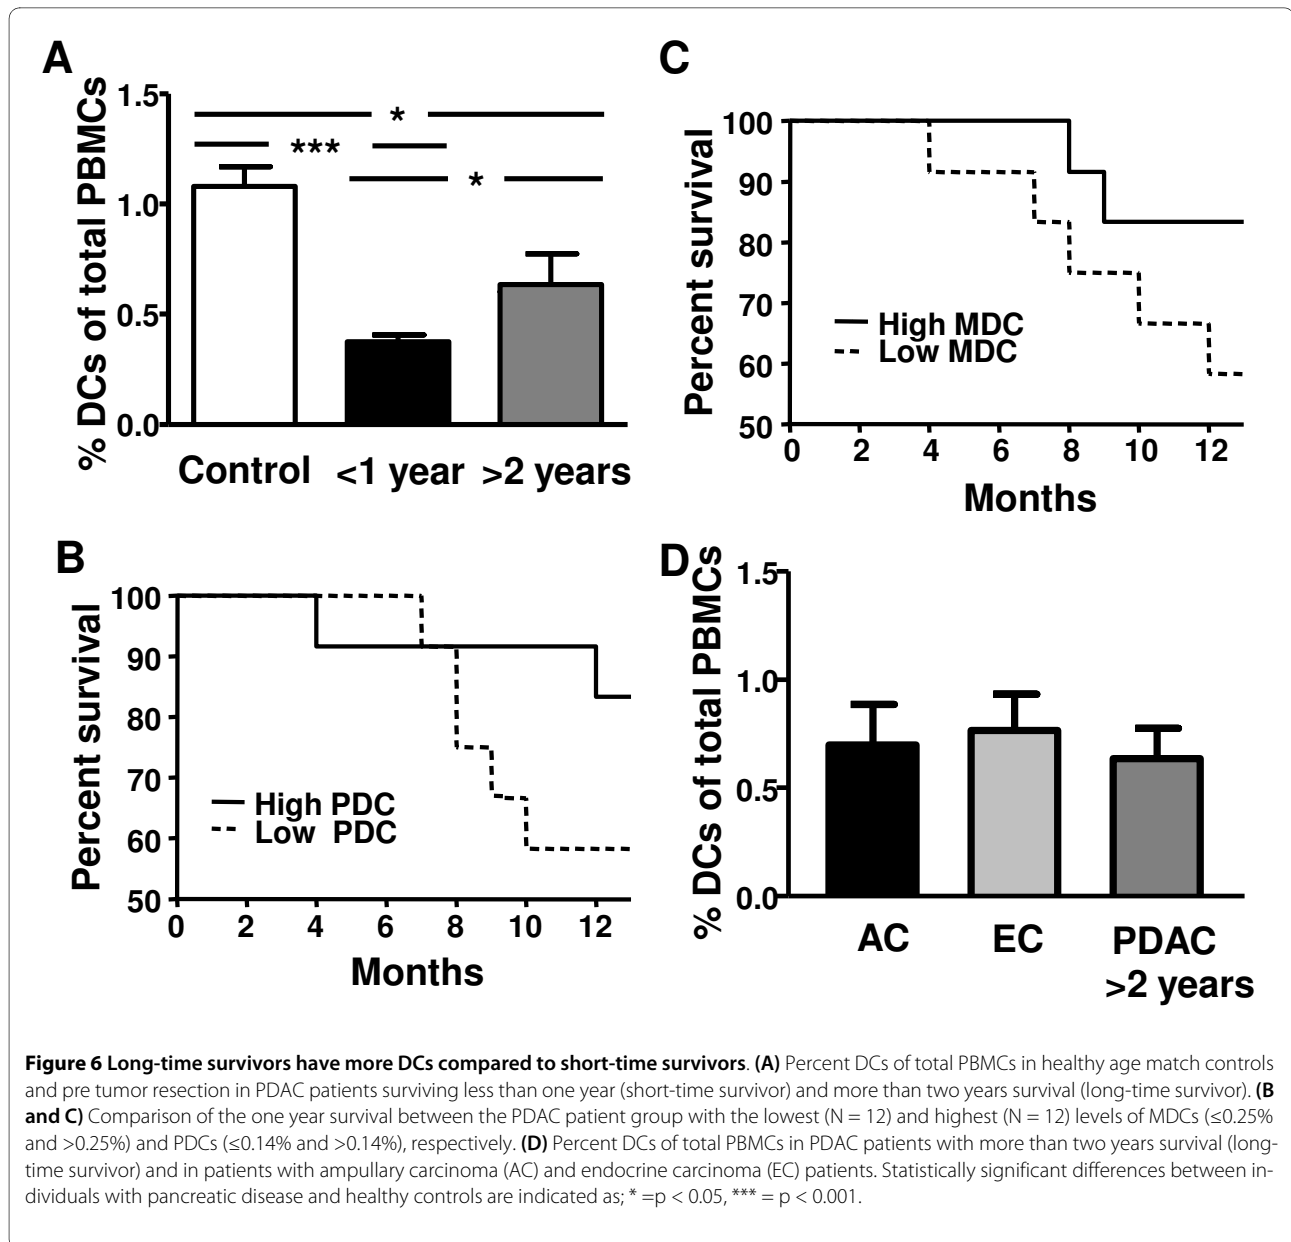 A
% DCs of total PBMCs
1.5
1.0
0.5
0.0
*
***
*
Control <1 year >2 years
C
Percent survival
100
90
80
70
60
50
High MDC
Low MDC
0 2 4 6 8 10 12
Months
B
Percent survival
100
90
80
70
60
50
High PDC
Low PDC
0 2 4 6 8 10 12
Months
D
% DCs of total PBMCs
1.5
1.0
0.5
0.0
AC EC PDAC
>2 years
Figure 6 Long-time survivors have more DCs compared to short-time survivors. (A) Percent DCs of total PBMCs in healthy age match controls
and pre tumor resection in PDAC patients surviving less than one year (short-time survivor) and more than two years survival (long-time survivor). (B
and C) Comparison of the one year survival between the PDAC patient group with the lowest (N = 12) and highest (N = 12) levels of MDCs (≤0.25%
and >0.25%) and PDCs (≤0.14% and >0.14%), respectively. (D) Percent DCs of total PBMCs in PDAC patients with more than two years survival (long-
time survivor) and in patients with ampullary carcinoma (AC) and endocrine carcinoma (EC) patients. Statistically significant differences between in-
dividuals with pancreatic disease and healthy controls are indicated as; * =p < 0.05, *** = p < 0.001.